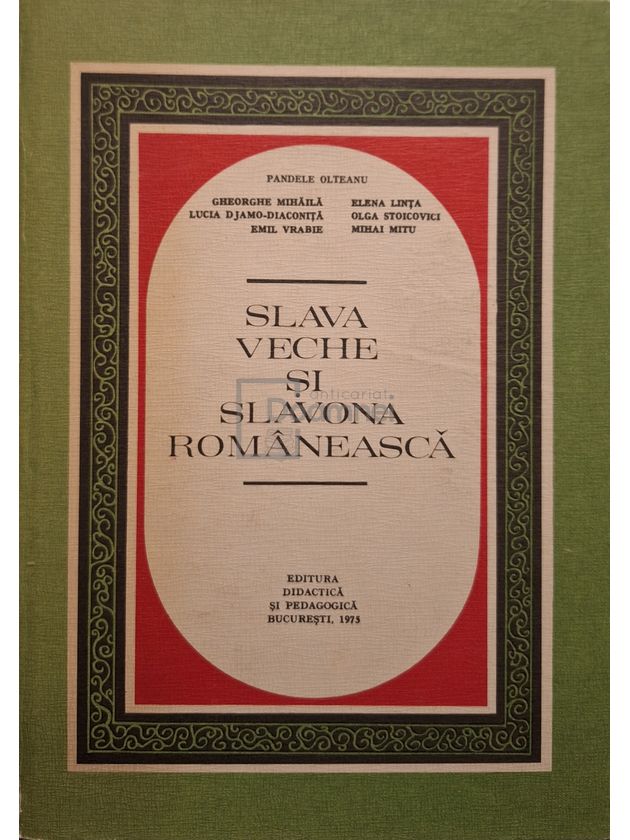 PANDELE OLTEANU
GHEORGHE MIHĂILĂ ELENA LINȚA
LUCIA DJAMO-DIACONIȚĂ OLGA STOICOVICI
EMIL VRABIE MIHAI MITU
SLAVA
VECHE
ȘI
SLAVONA
ROMÂNEASCĂ
anticariat
EDITURA
DIDACTICĂ
ȘI PEDAGOGICĂ
BUCUREȘTI, 1975